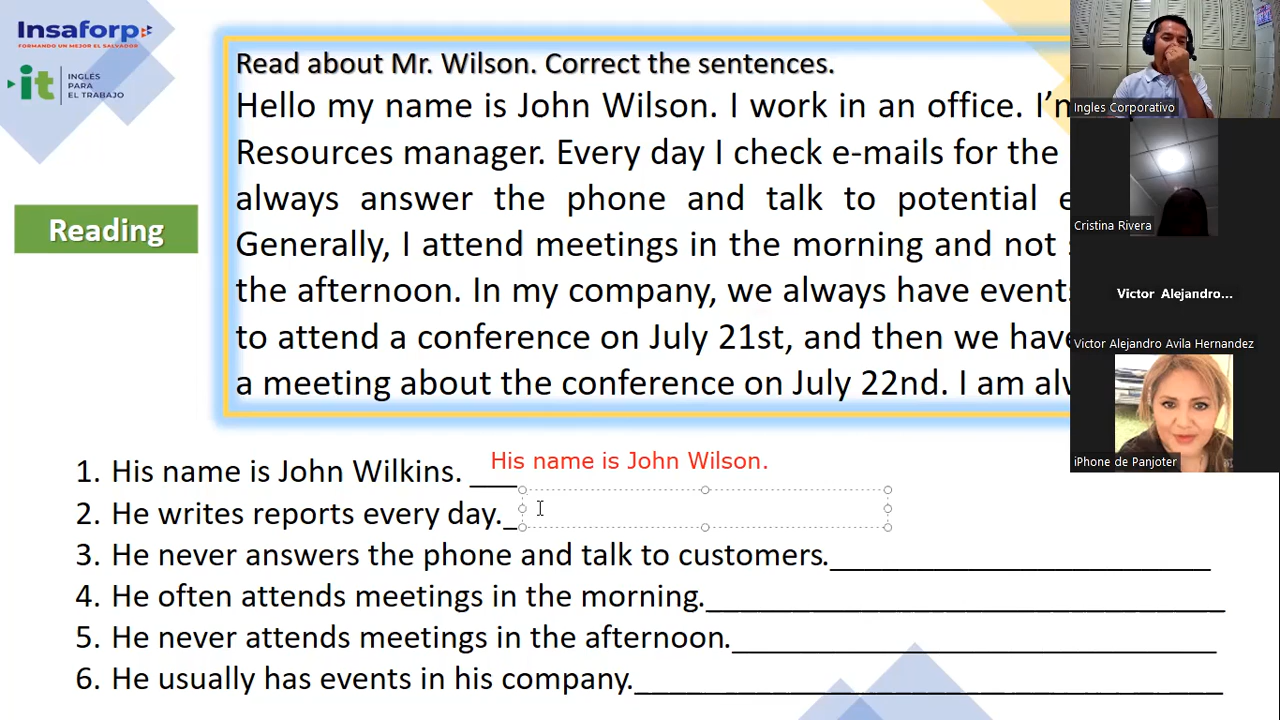 Insaforp
FORMANDO UN MEJOR EL SALVADOR
it INGLÉS
PARA
EL TRABAJO
Reading
Read about Mr. Wilson. Correct the sentences.
Hello my name is John Wilson. I work in an office. I'm
Resources manager. Every day I check e-mails for the
always answer the phone and talk to potential
Generally, I attend meetings in the morning and not
the afternoon. In my company, we always have events
to attend a conference on July 21st, and then we have
a meeting about the conference on July 22nd. I am
1. His name is John Wilkins. ____ His name is John Wilson.
2. He writes reports every day._
3. He never answers the phone and talk to customers.______________________________
4. He often attends meetings in the morning.________________________________________
5. He never attends meetings in the afternoon.______________________________________
6. He usually has events in his company.______________________________________________
Ingles Corporativo
Cristina Rivera
Victor Alejandro...
Victor Alejandro Avila Hernandez
iPhone de Panjoter